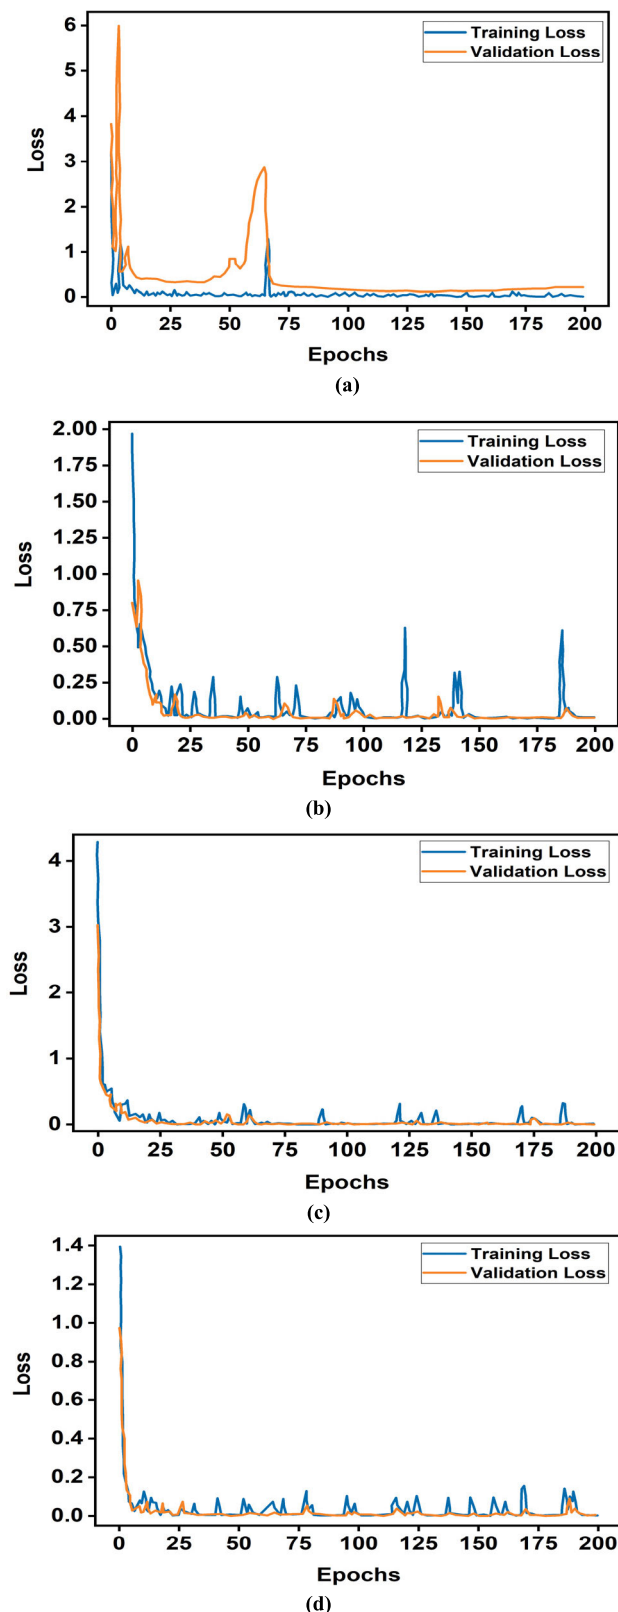 6
Training Loss
Validation Loss
5
4
3
2
1
0
Loss
0 25 50 75 100 125 150 175 200
Epochs
(a)
2.00
Training Loss
Validation Loss
1.75
1.50
1.25
1.00
0.75
0.50
0.25
0.00
Loss
0 25 50 75 100 125 150 175 200
Epochs
(b)
Training Loss
Validation Loss
4
3
2
1
0
Loss
0 25 50 75 100 125 150 175 200
Epochs
(c)
1.4
Training Loss
Validation Loss
1.2
1.0
0.8
0.6
0.4
0.2
0.0
Loss
0 25 50 75 100 125 150 175 200
Epochs
(d)